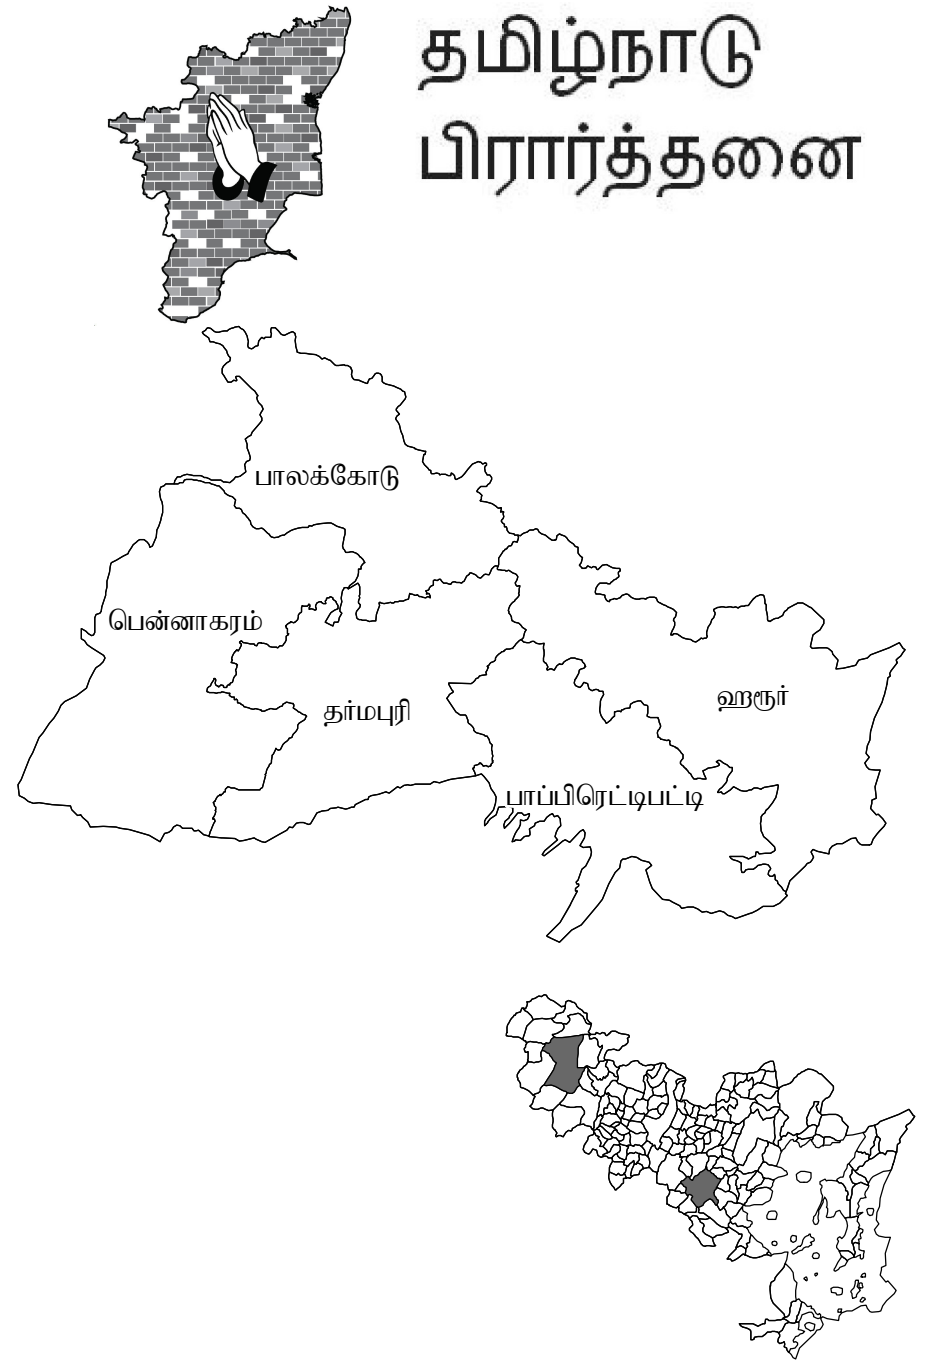 தமிழ்நாடு
பிரார்த்தனை
பாலக்கோடு
பென்னாகரம்
தர்மபுரி
ஹரூர்
பாப்பிரெட்டிபட்டி